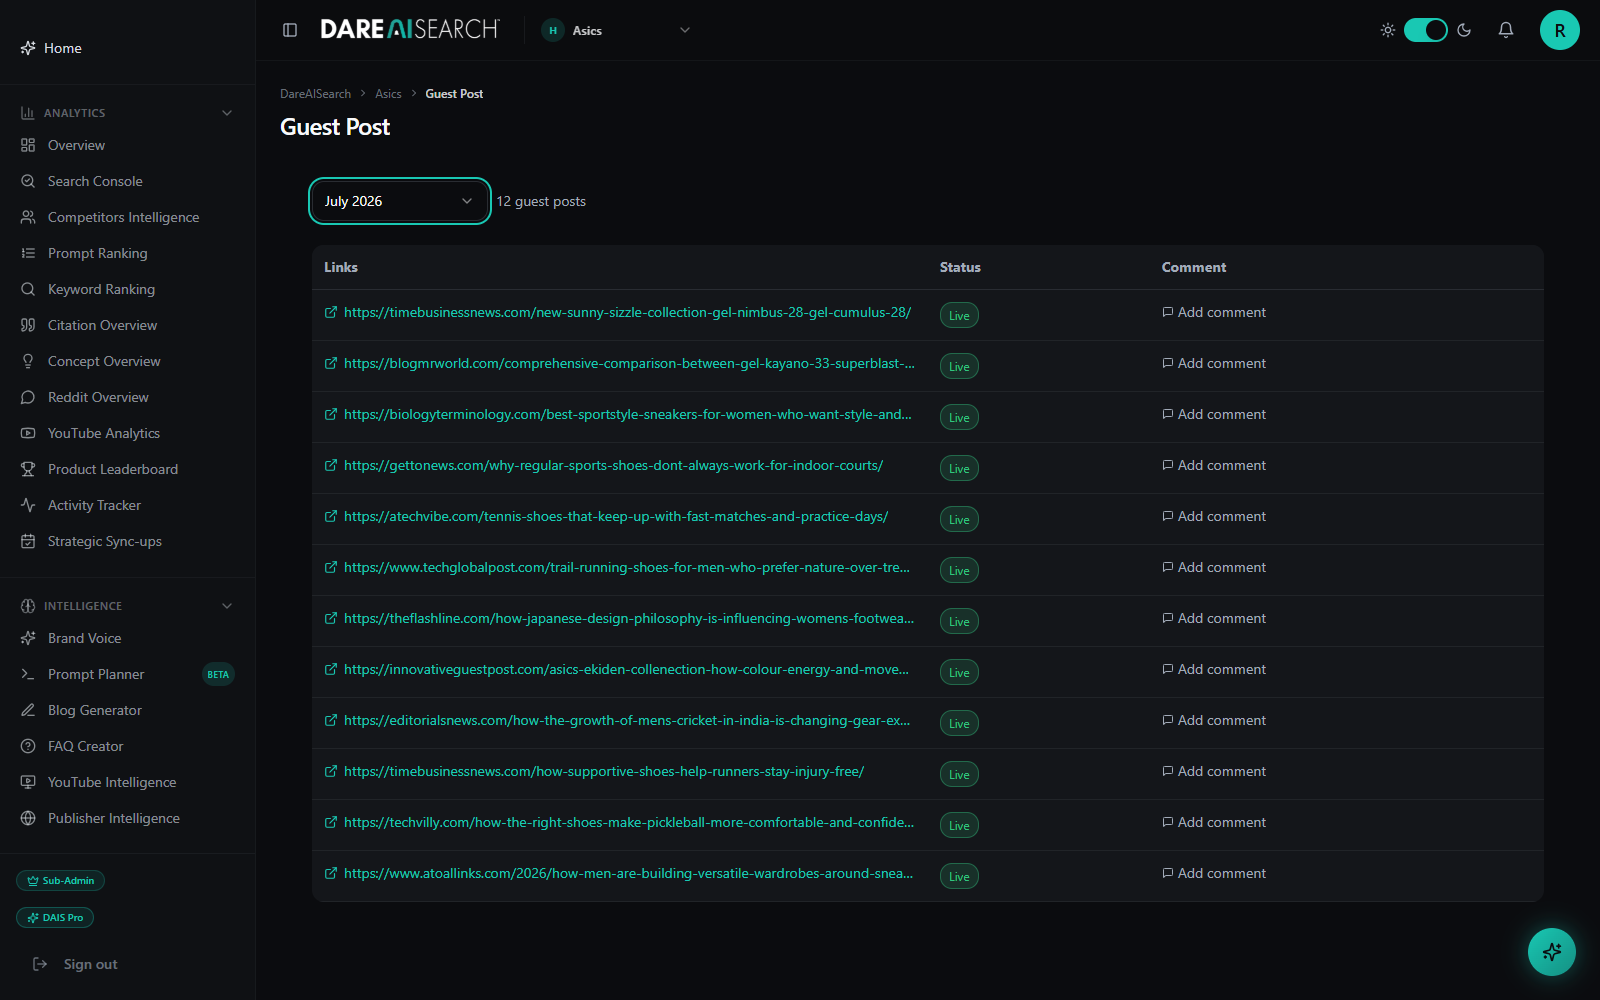 Home
ANALYTICS
Overview
Search Console
Competitors Intelligence
Prompt Ranking
Keyword Ranking
Citation Overview
Concept Overview
Reddit Overview
YouTube Analytics
Product Leaderboard
Activity Tracker
Strategic Sync-ups
INTELLIGENCE
Brand Voice
Prompt Planner BETA
Blog Generator
FAQ Creator
YouTube Intelligence
Publisher Intelligence
Sub-Admin
DAIS Pro
Sign out
DARE AI SEARCH
H Asics
R
DareAISearch > Asics > Guest Post
Guest Post
July 2026 12 guest posts
Links Status Comment
https://timebusinessnews.com/new-sunny-sizzle-collection-gel-nimbus-28-gel-cumulus-28/ Live Add comment
https://blogmrworld.com/comprehensive-comparison-between-gel-kayano-33-superblast-... Live Add comment
https://biologyterminology.com/best-sportstyle-sneakers-for-women-who-want-style-and... Live Add comment
https://gettonews.com/why-regular-sports-shoes-dont-always-work-for-indoor-courts/ Live Add comment
https://atechvibe.com/tennis-shoes-that-keep-up-with-fast-matches-and-practice-days/ Live Add comment
https://www.techglobalpost.com/trail-running-shoes-for-men-who-prefer-nature-over-tre... Live Add comment
https://theflashline.com/how-japanese-design-philosophy-is-influencing-womens-footwea... Live Add comment
https://innovativeguestpost.com/asics-ekiden-collenection-how-colour-energy-and-move... Live Add comment
https://editorialsnews.com/how-the-growth-of-mens-cricket-in-india-is-changing-gear-ex... Live Add comment
https://timebusinessnews.com/how-supportive-shoes-help-runners-stay-injury-free/ Live Add comment
https://techvilly.com/how-the-right-shoes-make-pickleball-more-comfortable-and-confide... Live Add comment
https://www.atoallinks.com/2026/how-men-are-building-versatile-wardrobes-around-snea... Live Add comment